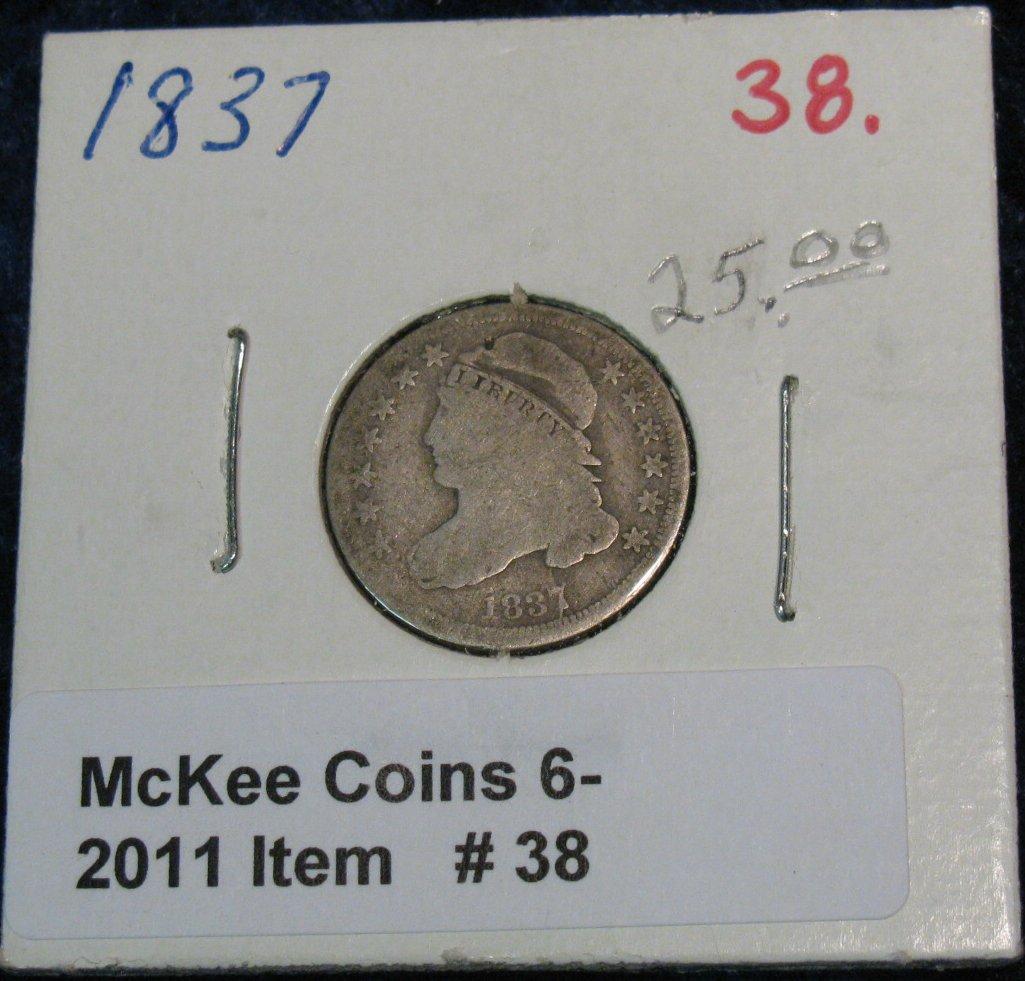 1837 38.
25.00
LIBERTY
1837
McKee Coins 6-
2011 Item # 38